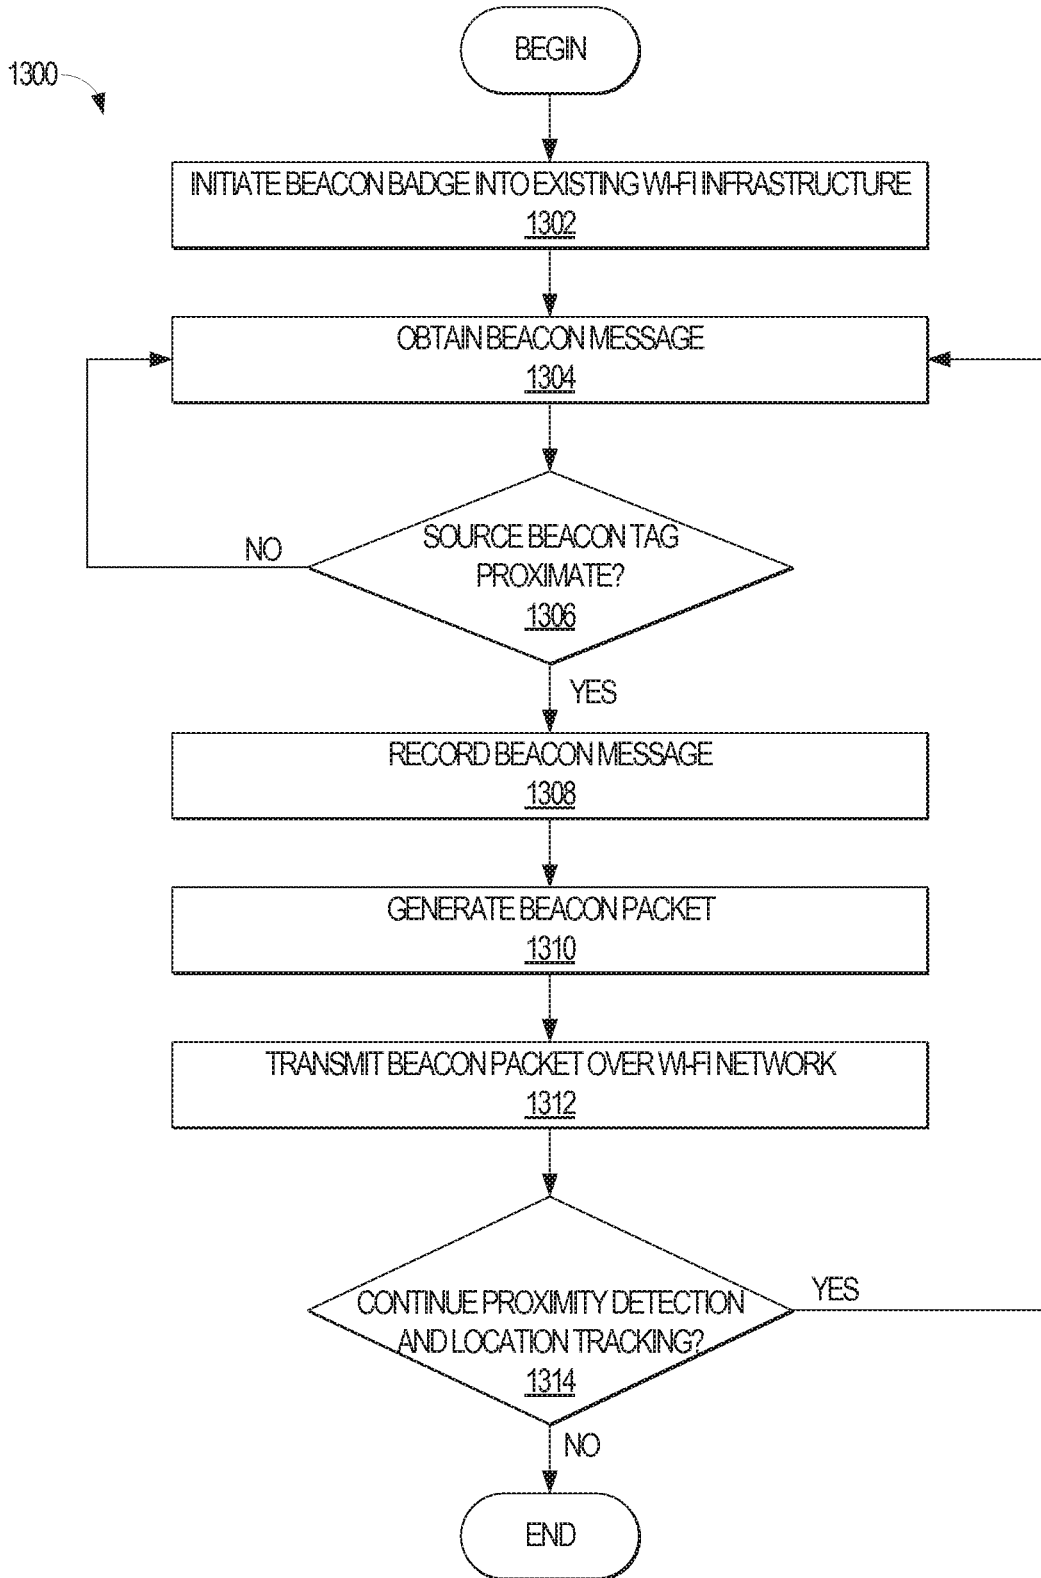 BEGIN
1300
INITIATE BEACON BADGE INTO EXISTING WI-FI INFRASTRUCTURE
1302
OBTAIN BEACON MESSAGE
1304
SOURCE BEACON TAG
PROXIMATE?
1306
NO
YES
RECORD BEACON MESSAGE
1308
GENERATE BEACON PACKET
1310
TRANSMIT BEACON PACKET OVER WI-FI NETWORK
1312
CONTINUE PROXIMITY DETECTION
AND LOCATION TRACKING?
1314
YES
NO
END